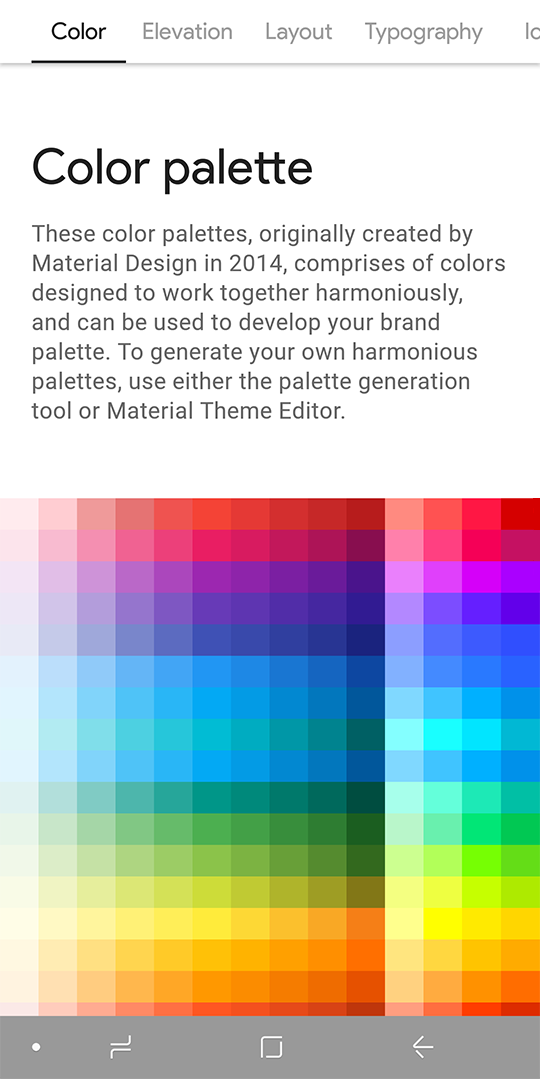 Color Elevation Layout Typography
Color palette
These color palettes, originally created by
Material Design in 2014, comprises of colors
designed to work together harmoniously,
and can be used to develop your brand
palette. To generate your own harmonious
palettes, use either the palette generation
tool or Material Theme Editor.